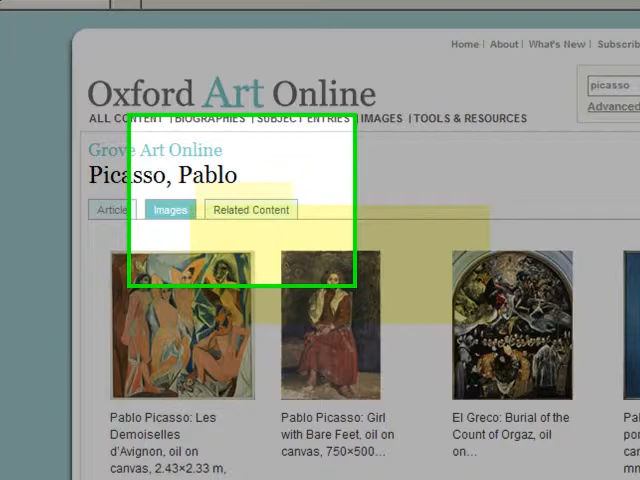 Home | About | What's New | Subscrib
Oxford Art Online
picasso
Advanced
ALL CONTENT | BIOGRAPHIES | SUBJECT ENTRIES | IMAGES | TOOLS & RESOURCES
Grove Art Online
Picasso, Pablo
Article
Images
Related Content
Pablo Picasso: Les
Demoiselles
d'Avignon, oil on
canvas, 2.43×2.33 m,
Pablo Picasso: Girl
with Bare Feet, oil on
canvas, 750×500...
El Greco: Burial of the
Count of Orgaz, oil
on...